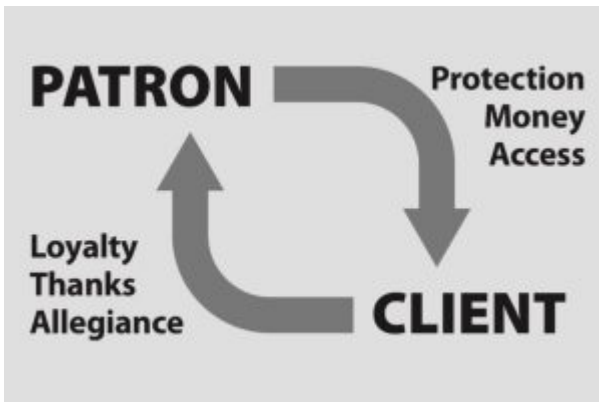 PATRON
Protection
Money
Access
Loyalty
Thanks
Allegiance
CLIENT